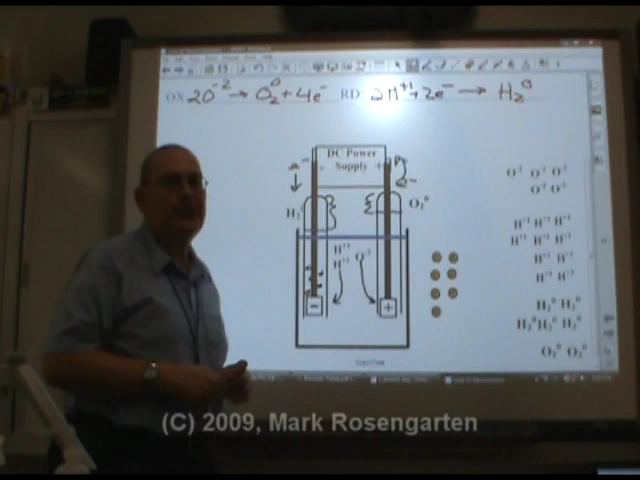 OX 2O⁻² → O₂⁰ + 4e⁻ RD: 2H⁺¹ + 2e⁻ → H₂⁰
DC Power
Supply
− +
e⁻
H₂ O₂⁰
H⁺¹
H⁺¹ O⁻²
− +
O⁻² O⁻² O⁻²
O⁻² O⁻²
H⁺¹ H⁺¹ H⁺¹
H⁺¹ H⁺¹ H⁺¹
H⁺¹ H⁺¹
H⁺¹ H⁺¹
H₂⁰ H₂⁰
H₂⁰ H₂⁰ H₂⁰
O₂⁰ O₂⁰
(C) 2009, Mark Rosengarten